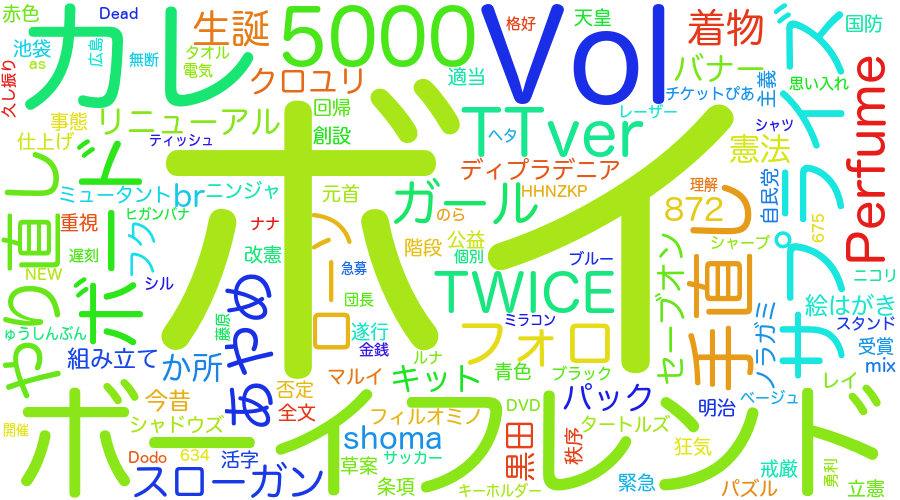 赤色
Dead
カレ
生誕
5000
Vol
格好
天皇
着物
サプライズ
国防
池袋
as
広島
無断
タオル
電気
クロユリ
適当
バナー
主義
思い入れ
Perfume
久し振り
リニューアル
回帰
TTver
チケットぴあ
レーザー
事態
仕上げ
ティッシュ
創設
ヘタ
憲法
シャツ
やり直し
ボード
ボイ
ディプラデニア
ミュータント
br
ニンジャ
元首
ガール
HHNZKP
理解
自民党
重視
ヒガンバナ
ナナ
のら
872
手直し
675
遅刻
フク
改憲
ローン
階段
公益
個別
シャープ
NEW
シル
急募
ブルー
セーブオン
ニコリ
あやめ
団長
TWICE
ノラガミ
絵はがき
ゅうしんぶん
藤原
遂行
ミラコン
スタンド
組み立て
金銭
フォロ
受賞
か所
ルナ
mix
マルイ
キット
青色
ブラック
ベージュ
レイ
ボーイフレンド
今昔
否定
パック
明治
シャドウズ
全文
フィルオミノ
DVD
タートルズ
開催
634
shoma
黒田
秩序
狂気
Dodo
活字
草案
サッカー
戒厳
勇利
スローガン
条項
キーホルダー
緊急
パズル
立憲